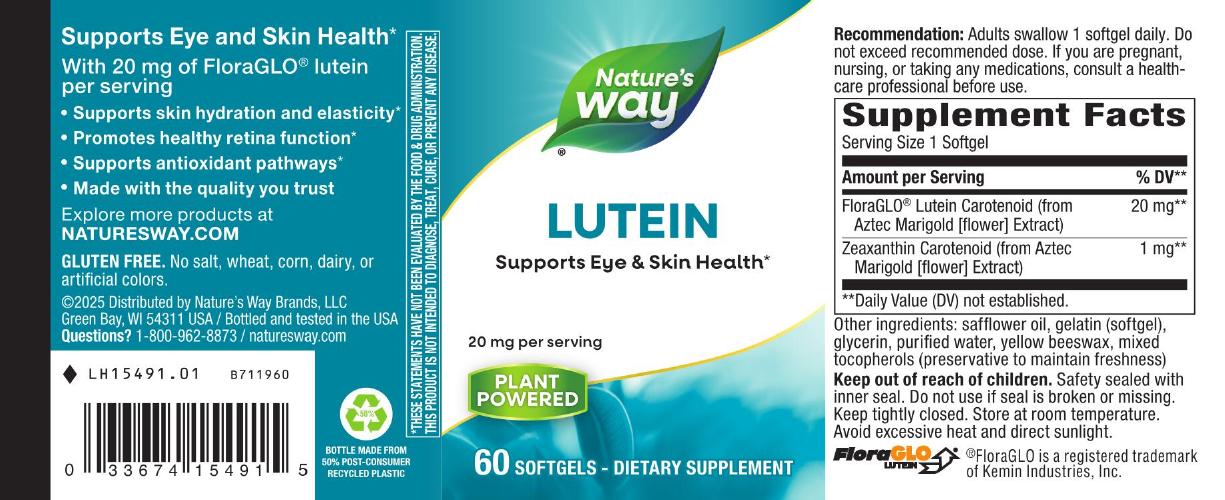 Supports Eye and Skin Health*
With 20 mg of FloraGLO® lutein
per serving
• Supports skin hydration and elasticity*
• Promotes healthy retina function*
• Supports antioxidant pathways*
• Made with the quality you trust
Explore more products at
NATURESWAY.COM
GLUTEN FREE. No salt, wheat, corn, dairy, or
artificial colors.
©2025 Distributed by Nature's Way Brands, LLC
Green Bay, WI 54311 USA / Bottled and tested in the USA
Questions? 1-800-962-8873 / naturesway.com
LH15491.01 B711960
0 33674 15491 5
50%
BOTTLE MADE FROM
50% POST-CONSUMER
RECYCLED PLASTIC
*THESE STATEMENTS HAVE NOT BEEN EVALUATED BY THE FOOD & DRUG ADMINISTRATION.
THIS PRODUCT IS NOT INTENDED TO DIAGNOSE, TREAT, CURE, OR PREVENT ANY DISEASE.
Nature's
way
®
LUTEIN
Supports Eye & Skin Health*
20 mg per serving
PLANT
POWERED
60 SOFTGELS - DIETARY SUPPLEMENT
Recommendation: Adults swallow 1 softgel daily. Do
not exceed recommended dose. If you are pregnant,
nursing, or taking any medications, consult a health-
care professional before use.
Supplement Facts
Serving Size 1 Softgel
Amount per Serving % DV**
FloraGLO® Lutein Carotenoid (from 20 mg**
Aztec Marigold [flower] Extract)
Zeaxanthin Carotenoid (from Aztec 1 mg**
Marigold [flower] Extract)
**Daily Value (DV) not established.
Other ingredients: safflower oil, gelatin (softgel),
glycerin, purified water, yellow beeswax, mixed
tocopherols (preservative to maintain freshness)
Keep out of reach of children. Safety sealed with
inner seal. Do not use if seal is broken or missing.
Keep tightly closed. Store at room temperature.
Avoid excessive heat and direct sunlight.
FloraGLO
LUTEIN
®FloraGLO is a registered trademark
of Kemin Industries, Inc.